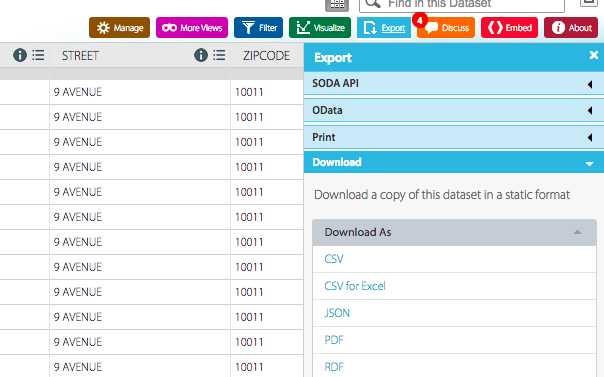 Find in this Dataset
Manage
More Views
Filter
Visualize
Export
4
Discuss
Embed
About
STREET ZIPCODE
9 AVENUE 10011
9 AVENUE 10011
9 AVENUE 10011
9 AVENUE 10011
9 AVENUE 10011
9 AVENUE 10011
9 AVENUE 10011
9 AVENUE 10011
9 AVENUE 10011
9 AVENUE 10011
9 AVENUE 10011
9 AVENUE 10011
Export
SODA API
OData
Print
Download
Download a copy of this dataset in a static format
Download As
CSV
CSV for Excel
JSON
PDF
RDF